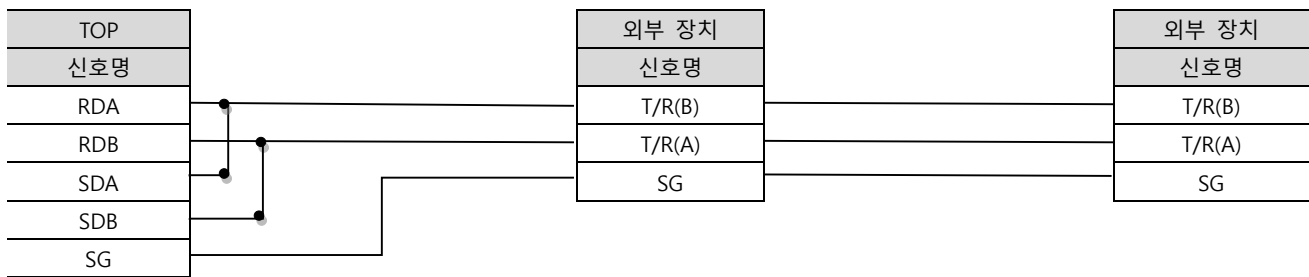 TOP 외부 장치 외부 장치
신호명 신호명 신호명
RDA T/R(B) T/R(B)
RDB T/R(A) T/R(A)
SDA SG SG
SDB
SG